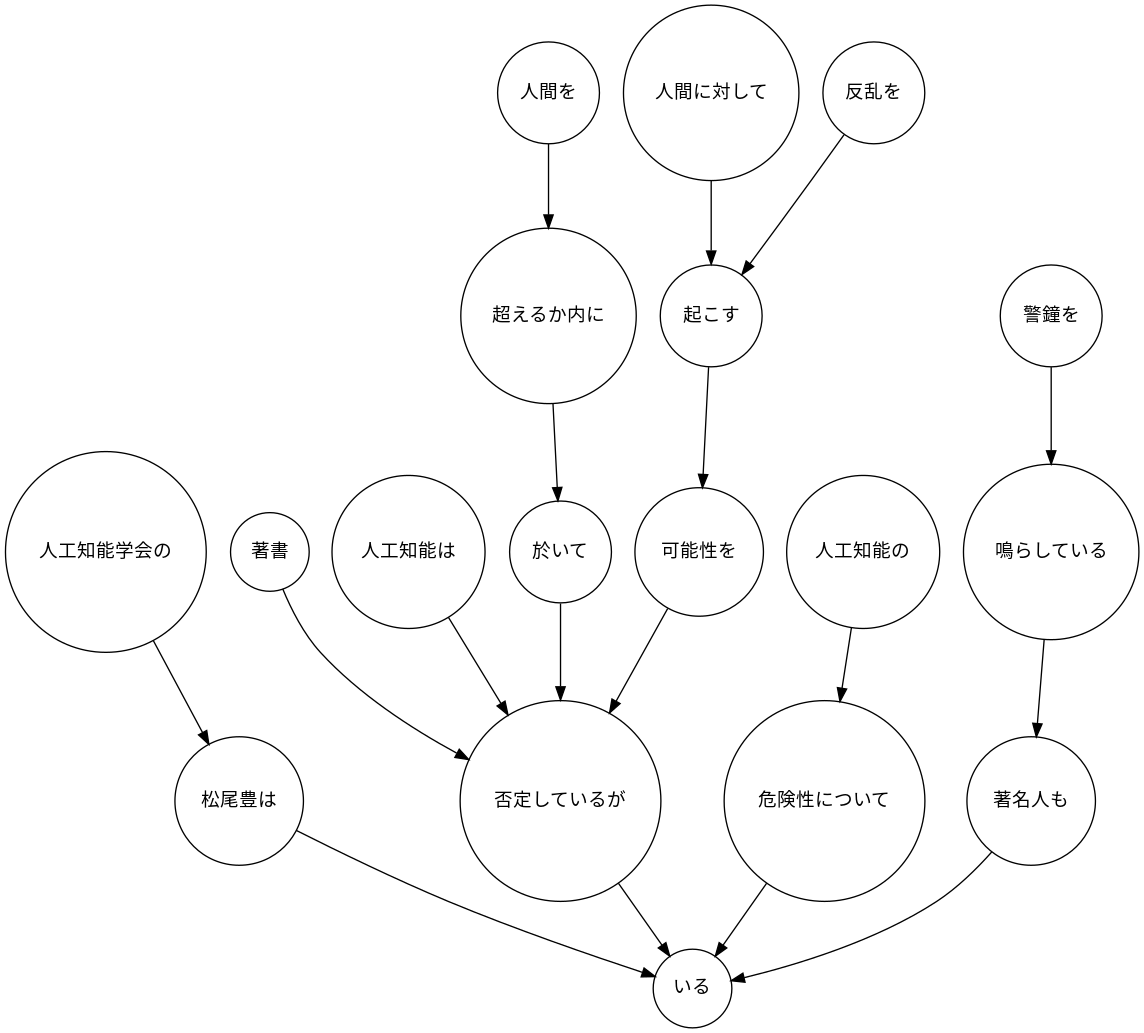 人間を
人間に対して
反乱を
超えるか内に
起こす
警鐘を
人工知能学会の
著書
人工知能は
於いて
可能性を
人工知能の
鳴らしている
松尾豊は
否定しているが
危険性について
著名人も
いる